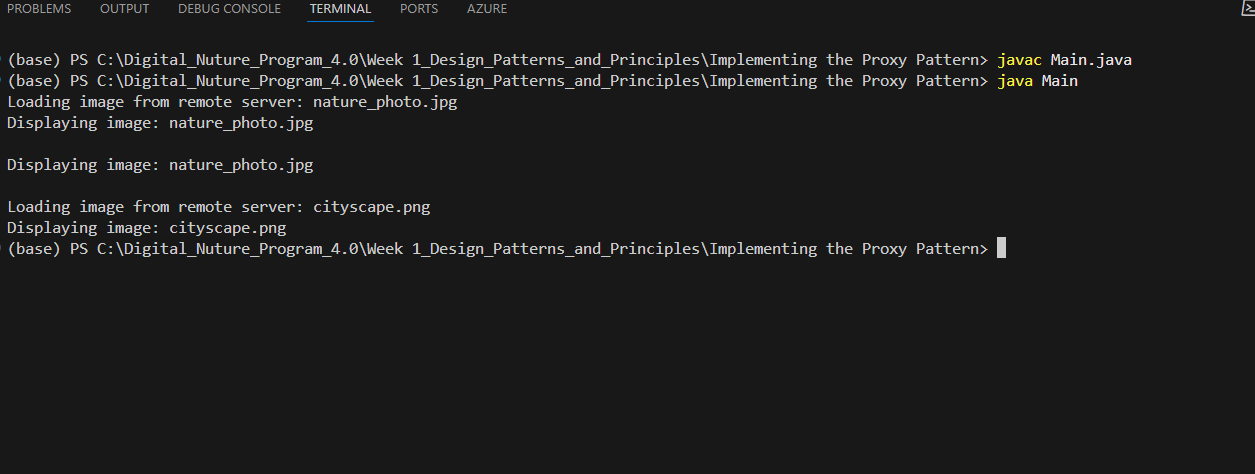 PROBLEMS OUTPUT DEBUG CONSOLE TERMINAL PORTS AZURE
(base) PS C:\Digital_Nuture_Program_4.0\Week 1_Design_Patterns_and_Principles\Implementing the Proxy Pattern> javac Main.java
(base) PS C:\Digital_Nuture_Program_4.0\Week 1_Design_Patterns_and_Principles\Implementing the Proxy Pattern> java Main
Loading image from remote server: nature_photo.jpg
Displaying image: nature_photo.jpg
Displaying image: nature_photo.jpg
Loading image from remote server: cityscape.png
Displaying image: cityscape.png
(base) PS C:\Digital_Nuture_Program_4.0\Week 1_Design_Patterns_and_Principles\Implementing the Proxy Pattern>